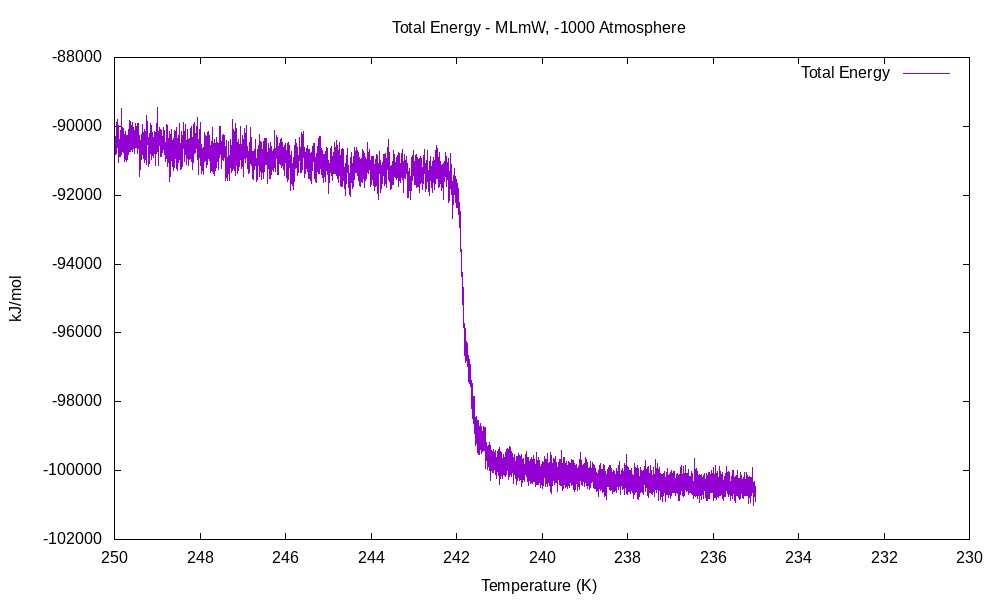 Total Energy - MLmW, -1000 Atmosphere
Total Energy
-88000
-90000
-92000
-94000
-96000
-98000
-100000
-102000
kJ/mol
250 248 246 244 242 240 238 236 234 232 230
Temperature (K)